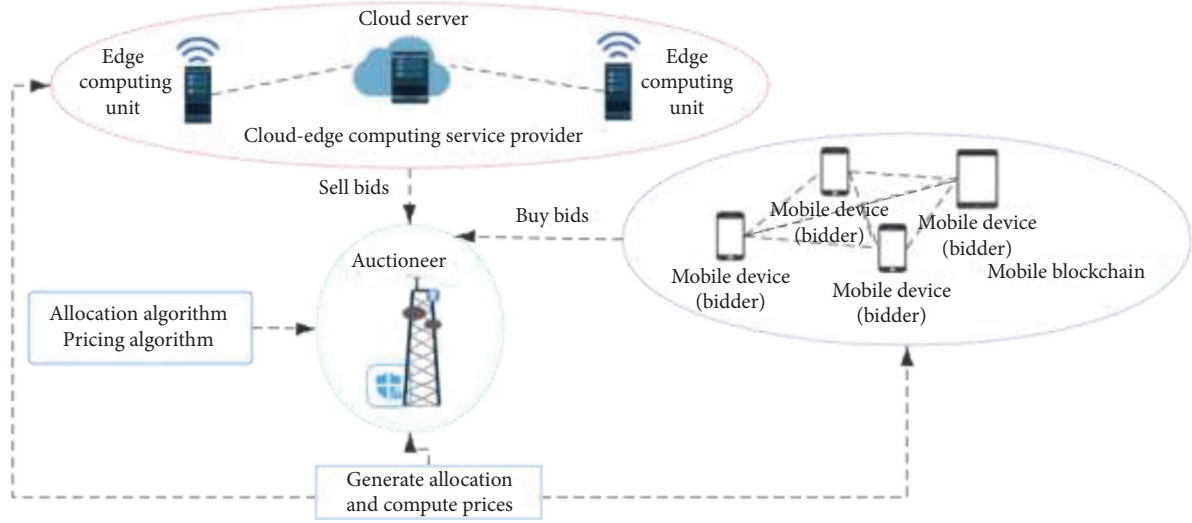 Cloud server
Edge
computing
unit
Edge
computing
unit
Cloud-edge computing service provider
Sell bids
Buy bids
Mobile device
(bidder)
Mobile device
(bidder)
Mobile device
(bidder)
Mobile device
(bidder)
Mobile blockchain
Auctioneer
Allocation algorithm
Pricing algorithm
Generate allocation
and compute prices